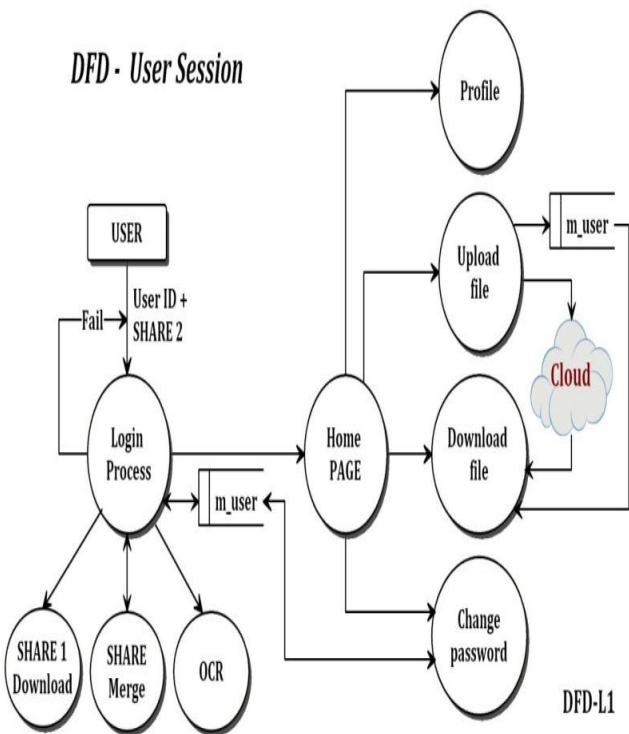 DFD - User Session
Profile
USER
m_user
Upload
file
User ID +
SHARE 2
Fail
Cloud
Login
Process
Home
PAGE
Download
file
m_user
SHARE 1
Download
SHARE
Merge
OCR
Change
password
DFD-L1